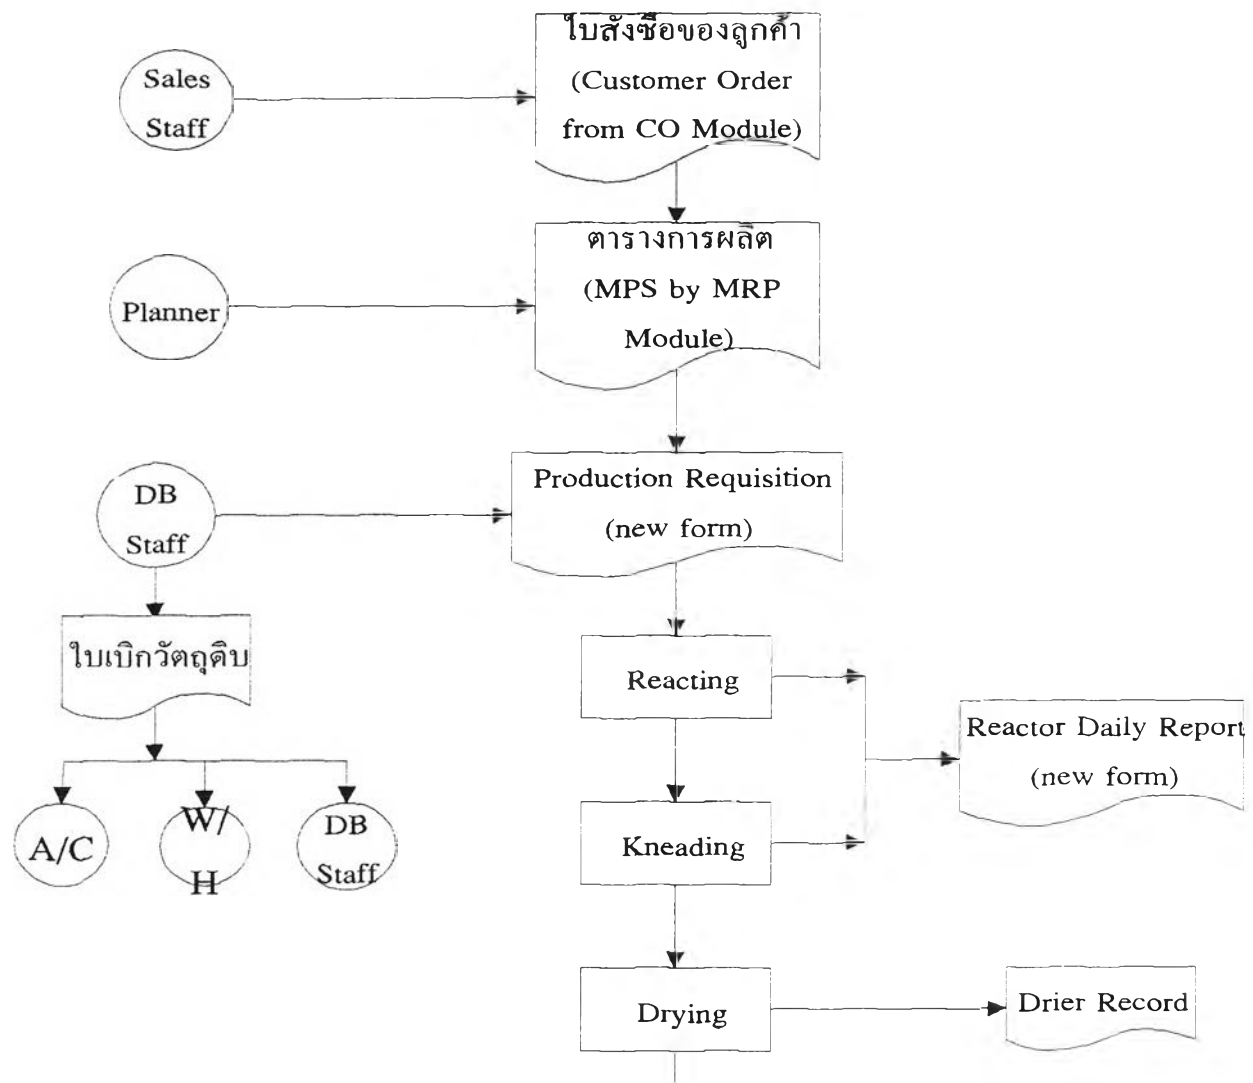 ใบสั่งซื้อของลูกค้า
(Customer Order
from CO Module)
Sales
Staff
ตารางการผลิต
(MPS by MRP
Module)
Planner
Production Requisition
(new form)
DB
Staff
ใบเบิกวัตถุดิบ
Reacting
Reactor Daily Report
(new form)
A/C
W/
H
DB
Staff
Kneading
Drying
Drier Record